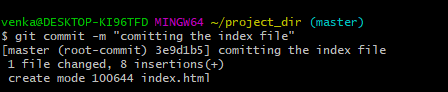 venka@DESKTOP-KI96TFD MINGW64 ~/project_dir (master)
$ git commit -m "comitting the index file"
[master (root-commit) 3e9d1b5] comitting the index file
 1 file changed, 8 insertions(+)
 create mode 100644 index.html